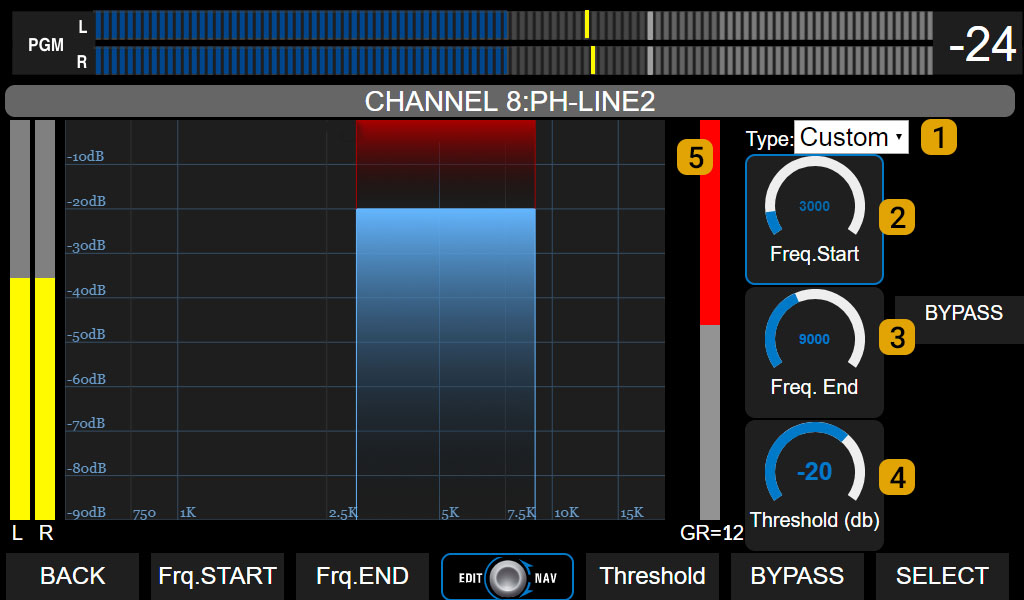 PGM
L
R
-24
CHANNEL 8:PH-LINE2
-10dB
-20dB
-30dB
-40dB
-50dB
-60dB
-70dB
-80dB
-90dB
750
1K
2.5K
5K
7.5K
10K
15K
L R
5
GR=12
Type: Custom
1
3000
Freq.Start
2
9000
Freq. End
3
BYPASS
-20
Threshold (db)
4
BACK
Frq.START
Frq.END
EDIT NAV
Threshold
BYPASS
SELECT